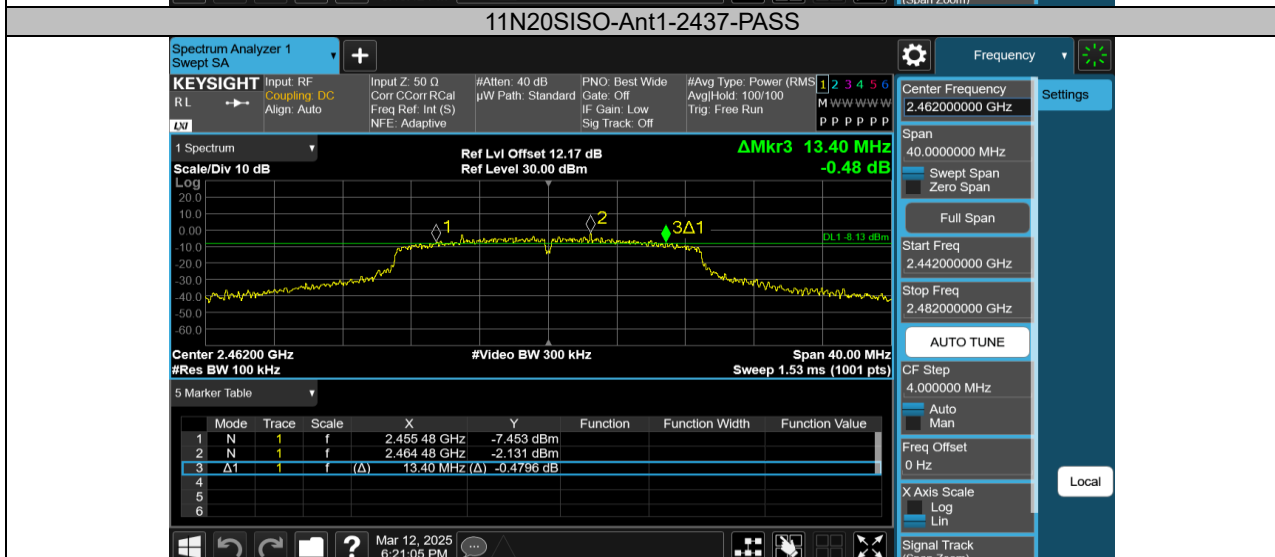 (Span Zoom)
11N20SISO-Ant1-2437-PASS
Spectrum Analyzer 1
Swept SA
Frequency
KEYSIGHT
R L
LXI
Input: RF
Coupling: DC
Align: Auto
Input Z: 50 Ω
Corr CCorr RCal
Freq Ref: Int (S)
NFE: Adaptive
#Atten: 40 dB
µW Path: Standard
PNO: Best Wide
Gate: Off
IF Gain: Low
Sig Track: Off
#Avg Type: Power (RMS
Avg|Hold: 100/100
Trig: Free Run
1 2 3 4 5 6
M W W W W W
P P P P P P
Center Frequency
2.462000000 GHz
Settings
Span
40.0000000 MHz
Swept Span
Zero Span
Full Span
Start Freq
2.442000000 GHz
Stop Freq
2.482000000 GHz
AUTO TUNE
CF Step
4.000000 MHz
Auto
Man
Freq Offset
0 Hz
X Axis Scale
Log
Lin
Local
Signal Track
(Span Zoom)
1 Spectrum
Scale/Div 10 dB
Log
Ref Lvl Offset 12.17 dB
Ref Level 30.00 dBm
ΔMkr3 13.40 MHz
-0.48 dB
20.0
10.0
0.00
-10.0
-20.0
-30.0
-40.0
-50.0
-60.0
1
2
3Δ1
DL1 -8.13 dBm
Center 2.46200 GHz
#Video BW 300 kHz
Span 40.00 MHz
#Res BW 100 kHz
Sweep 1.53 ms (1001 pts)
5 Marker Table
Mode Trace Scale X Y Function Function Width Function Value
1 N 1 f 2.455 48 GHz -7.453 dBm
2 N 1 f 2.464 48 GHz -2.131 dBm
3 Δ1 1 f (Δ) 13.40 MHz (Δ) -0.4796 dB
4
5
6
?
Mar 12, 2025
6:21:05 PM